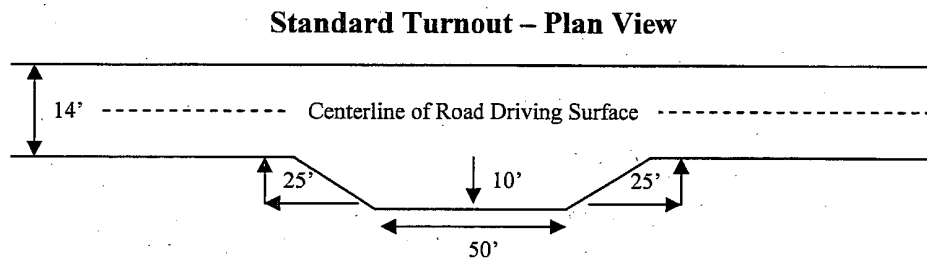 Standard Turnout – Plan View
14’
Centerline of Road Driving Surface
25’
10’
25’
50’